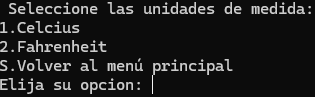 Seleccione las unidades de medida:
1.Celcius
2.Fahrenheit
S.Volver al menú principal
Elija su opcion: